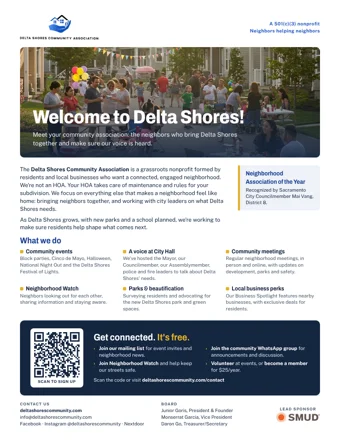 A 501(c)(3) nonprofit
Neighbors helping neighbors
DELTA SHORES COMMUNITY ASSOCIATION
Welcome to Delta Shores!
Meet your community association: the neighbors who bring Delta Shores
together and make sure our voice is heard.
The Delta Shores Community Association is a grassroots nonprofit formed by
residents and local businesses who want a connected, engaged neighborhood.
We're not an HOA. Your HOA takes care of maintenance and rules for your
subdivision. We focus on everything else that makes a neighborhood feel like
home: bringing neighbors together, and working with city leaders on what Delta
Shores needs.
As Delta Shores grows, with new parks and a school planned, we're working to
make sure residents help shape what comes next.
Neighborhood
Association of the Year
Recognized by Sacramento
City Councilmember Mai Vang,
District 8.
What we do
Community events
Block parties, Cinco de Mayo, Halloween,
National Night Out and the Delta Shores
Festival of Lights.
A voice at City Hall
We've hosted the Mayor, our
Councilmember, our Assemblymember,
police and fire leaders to talk about Delta
Shores' needs.
Community meetings
Regular neighborhood meetings, in
person and online, with updates on
development, parks and safety.
Neighborhood Watch
Neighbors looking out for each other,
sharing information and staying aware.
Parks & beautification
Surveying residents and advocating for
the new Delta Shores park and green
spaces.
Local business perks
Our Business Spotlight features nearby
businesses, with exclusive deals for
residents.
SCAN TO SIGN UP
Get connected. It's free.
› Join our mailing list for event invites and
neighborhood news.
› Join Neighborhood Watch and help keep
our streets safe.
› Join the community WhatsApp group for
announcements and discussion.
› Volunteer at events, or become a member
for $25/year.
Scan the code or visit deltashorescommunity.com/contact
CONTACT US
deltashorescommunity.com
info@deltashorescommunity.com
Facebook · Instagram @deltashorescommunity · Nextdoor
BOARD
Junior Goris, President & Founder
Monserrat Garcia, Vice President
Daron Go, Treasurer/Secretary
LEAD SPONSOR
SMUD